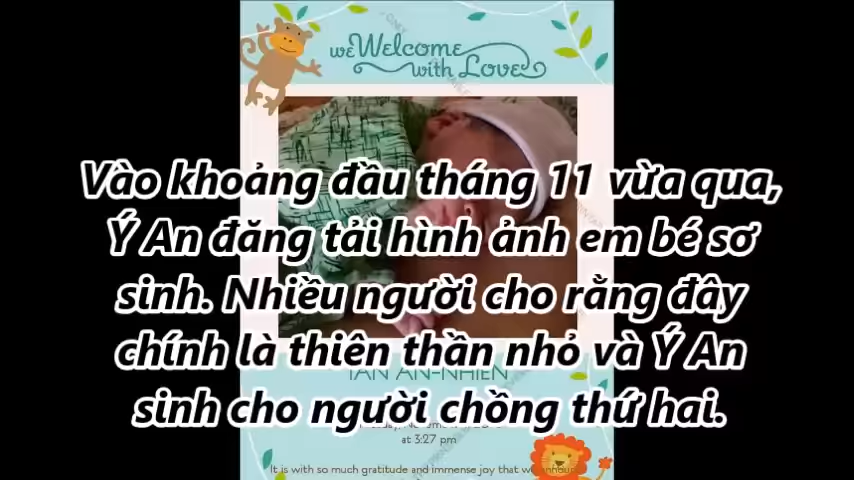 we Welcome
with Love
Vào khoảng đầu tháng 11 vừa qua,
Ý An đăng tải hình ảnh em bé sơ
sinh. Nhiều người cho rằng đây
chính là thiên thần nhỏ và Ý An
AN-NHIEN
sinh cho người chồng thứ hai.
at 3:27 pm
It is with so much gratitude and immense joy that we